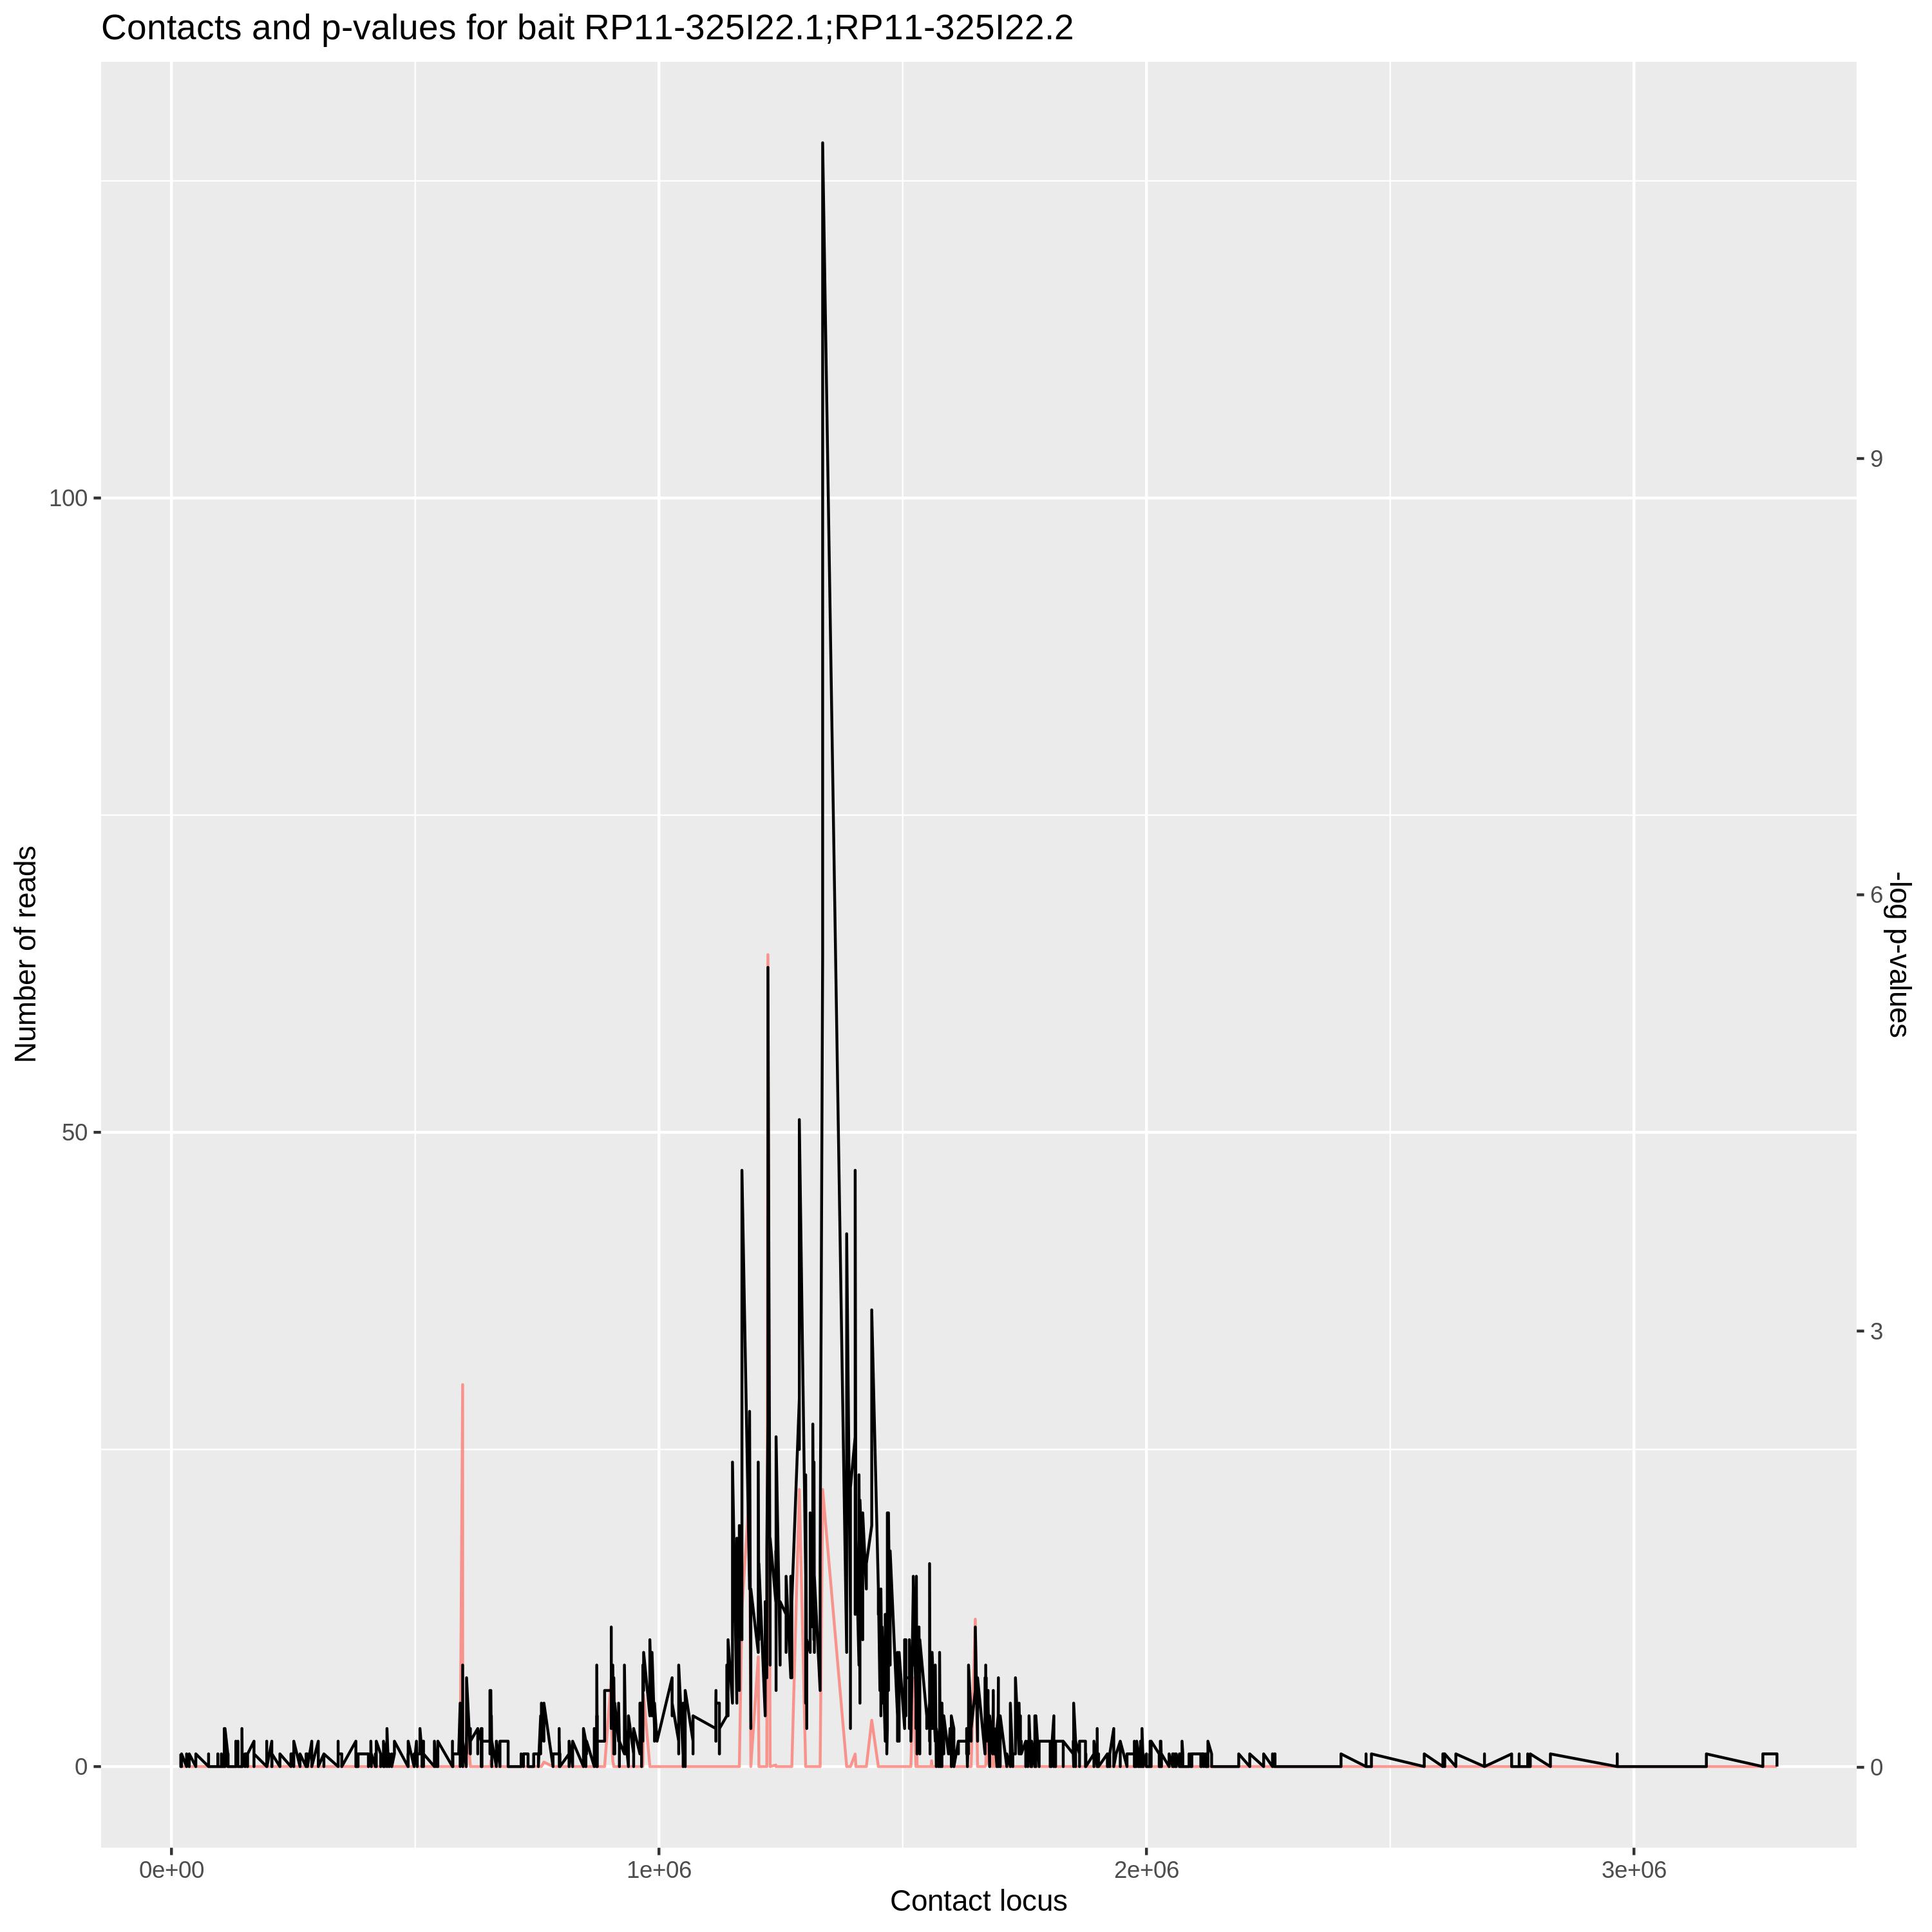 Contacts and p-values for bait RP11-325I22.1;RP11-325I22.2
Number of reads
100
50
0
9
6
3
0
-log p-values
0e+00
1e+06
2e+06
3e+06
Contact locus